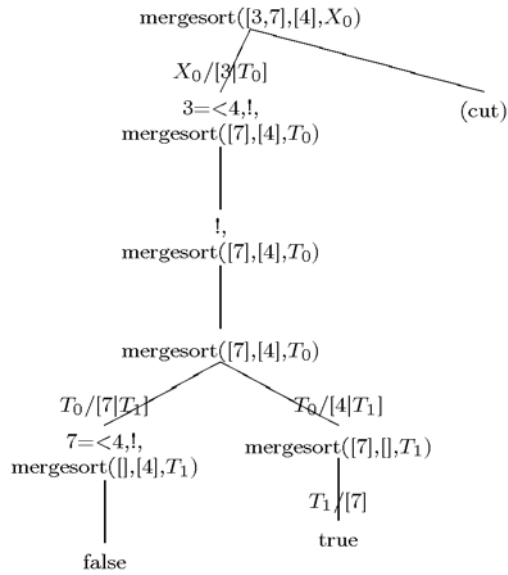 mergesort([3,7],[4],X₀)
X₀/[3|T₀]
3=<4,!,
mergesort([7],[4],T₀)
(cut)
!,
mergesort([7],[4],T₀)
mergesort([7],[4],T₀)
T₀/[7|T₁]
T₀/[4|T₁]
7=<4,!,
mergesort([],[4],T₁)
mergesort([7],[],T₁)
T₁/[7]
false
true